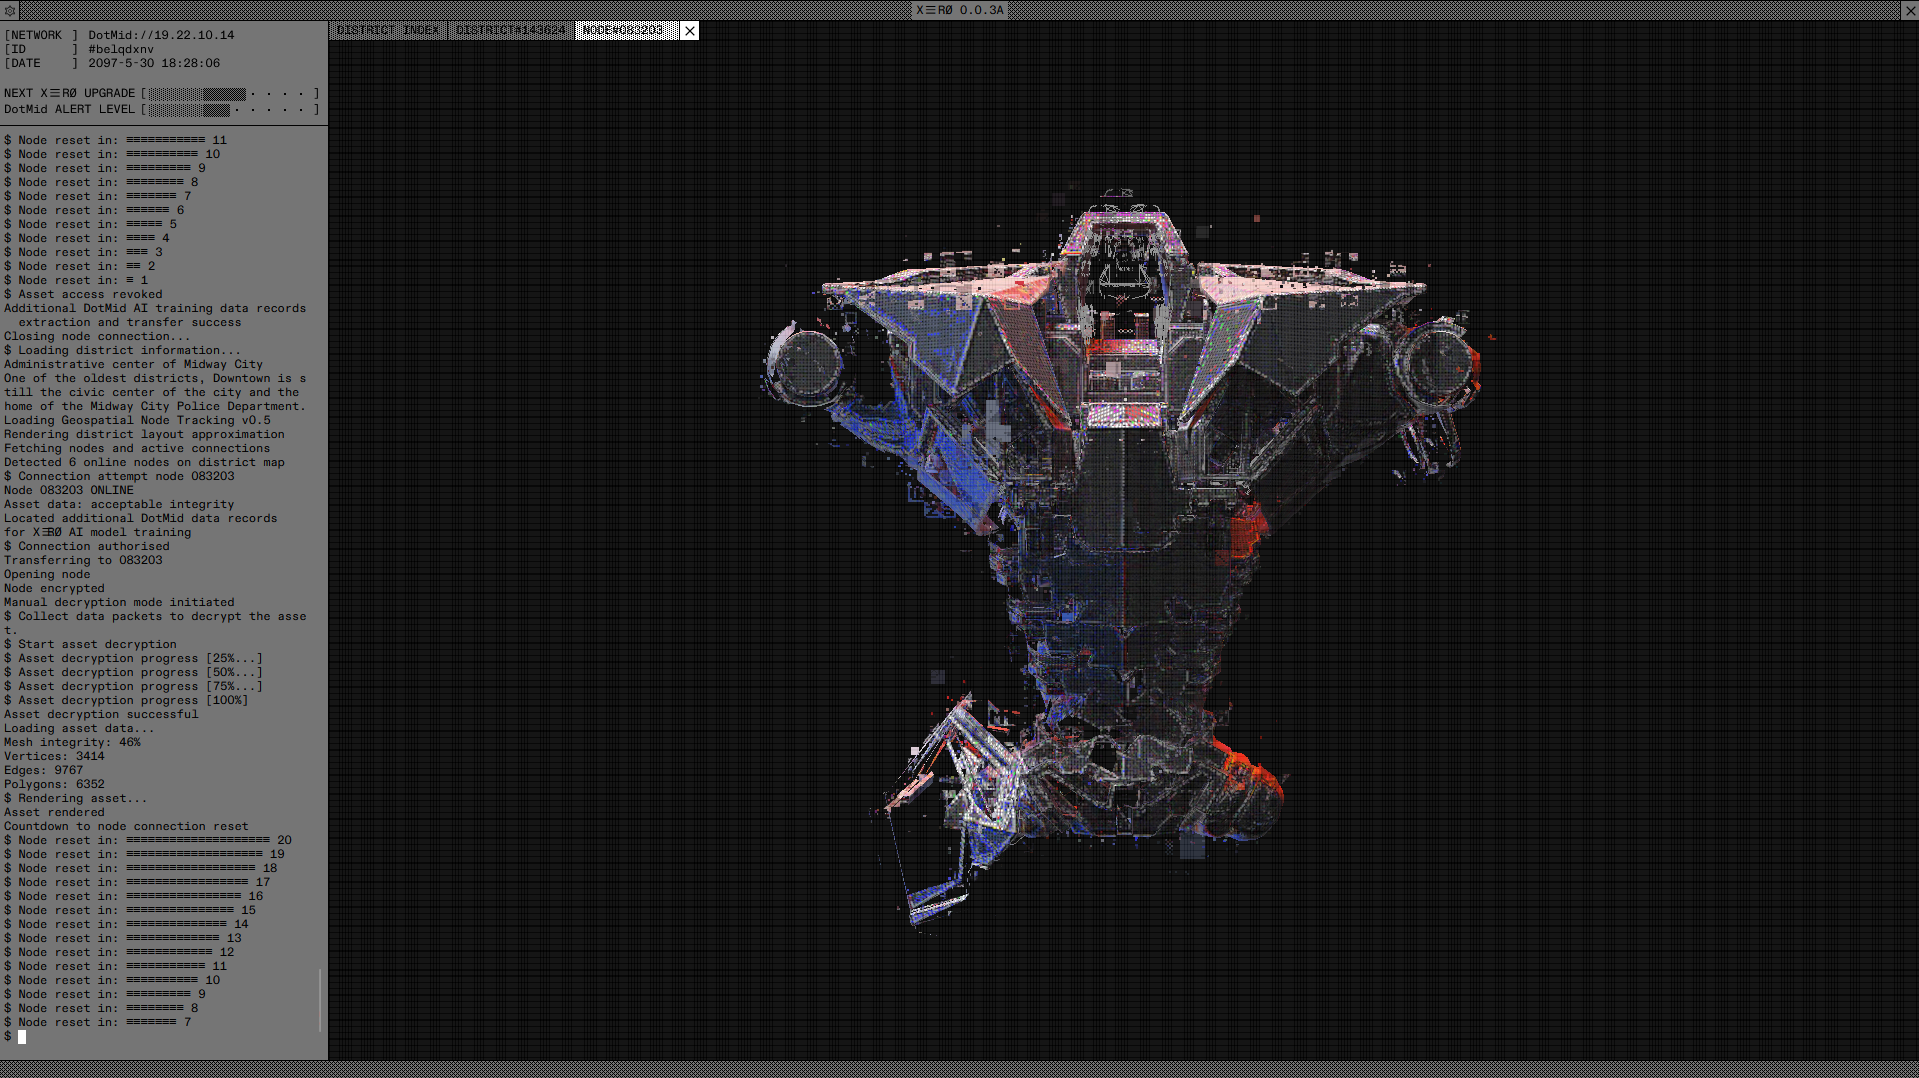 X☰RØ 0.0.3A
DISTRICT INDEX
DISTRICT#143624
NODE#083203
[NETWORK ] DotMid://19.22.10.14
[ID ] #belqdxnv
[DATE ] 2097-5-30 18:28:06
NEXT X☰RØ UPGRADE [ · · · · ]
DotMid ALERT LEVEL [ · · · · · ]
$ Node reset in: ≡≡≡≡≡≡≡≡≡≡≡ 11
$ Node reset in: ≡≡≡≡≡≡≡≡≡≡ 10
$ Node reset in: ≡≡≡≡≡≡≡≡≡ 9
$ Node reset in: ≡≡≡≡≡≡≡≡ 8
$ Node reset in: ≡≡≡≡≡≡≡ 7
$ Node reset in: ≡≡≡≡≡≡ 6
$ Node reset in: ≡≡≡≡≡ 5
$ Node reset in: ≡≡≡≡ 4
$ Node reset in: ≡≡≡ 3
$ Node reset in: ≡≡ 2
$ Node reset in: ≡ 1
$ Asset access revoked
Additional DotMid AI training data records
extraction and transfer success
Closing node connection...
$ Loading district information...
Administrative center of Midway City
One of the oldest districts, Downtown is s
till the civic center of the city and the
home of the Midway City Police Department.
Loading Geospatial Node Tracking v0.5
Rendering district layout approximation
Fetching nodes and active connections
Detected 6 online nodes on district map
$ Connection attempt node 083203
Node 083203 ONLINE
Asset data: acceptable integrity
Located additional DotMid data records
for X☰RØ AI model training
$ Connection authorised
Transferring to 083203
Opening node
Node encrypted
Manual decryption mode initiated
$ Collect data packets to decrypt the asse
t.
$ Start asset decryption
$ Asset decryption progress [25%...]
$ Asset decryption progress [50%...]
$ Asset decryption progress [75%...]
$ Asset decryption progress [100%]
Asset decryption successful
Loading asset data...
Mesh integrity: 46%
Vertices: 3414
Edges: 9767
Polygons: 6352
$ Rendering asset...
Asset rendered
Countdown to node connection reset
$ Node reset in: ≡≡≡≡≡≡≡≡≡≡≡≡≡≡≡≡≡≡≡≡ 20
$ Node reset in: ≡≡≡≡≡≡≡≡≡≡≡≡≡≡≡≡≡≡≡ 19
$ Node reset in: ≡≡≡≡≡≡≡≡≡≡≡≡≡≡≡≡≡≡ 18
$ Node reset in: ≡≡≡≡≡≡≡≡≡≡≡≡≡≡≡≡≡ 17
$ Node reset in: ≡≡≡≡≡≡≡≡≡≡≡≡≡≡≡≡ 16
$ Node reset in: ≡≡≡≡≡≡≡≡≡≡≡≡≡≡≡ 15
$ Node reset in: ≡≡≡≡≡≡≡≡≡≡≡≡≡≡ 14
$ Node reset in: ≡≡≡≡≡≡≡≡≡≡≡≡≡ 13
$ Node reset in: ≡≡≡≡≡≡≡≡≡≡≡≡ 12
$ Node reset in: ≡≡≡≡≡≡≡≡≡≡≡ 11
$ Node reset in: ≡≡≡≡≡≡≡≡≡≡ 10
$ Node reset in: ≡≡≡≡≡≡≡≡≡ 9
$ Node reset in: ≡≡≡≡≡≡≡≡ 8
$ Node reset in: ≡≡≡≡≡≡≡ 7
$